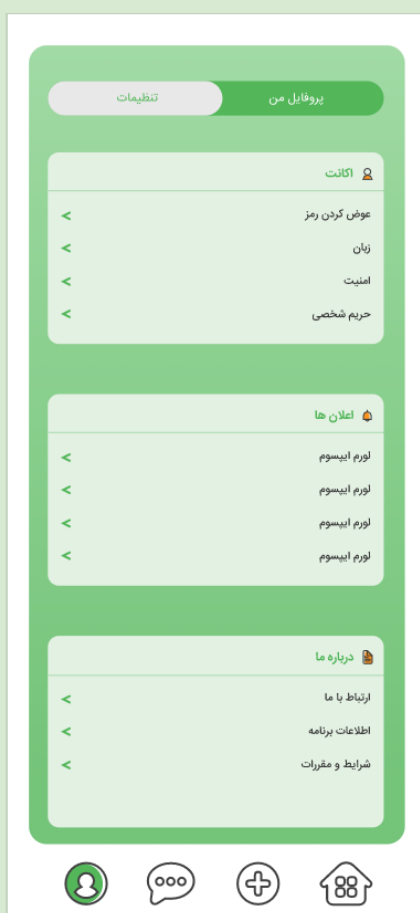 پروفایل من
تنظیمات
اکانت
عوض کردن رمز
زبان
امنیت
حریم شخصی
اعلان ها
لورم ایپسوم
لورم ایپسوم
لورم ایپسوم
لورم ایپسوم
درباره ما
ارتباط با ما
اطلاعات برنامه
شرایط و مقررات